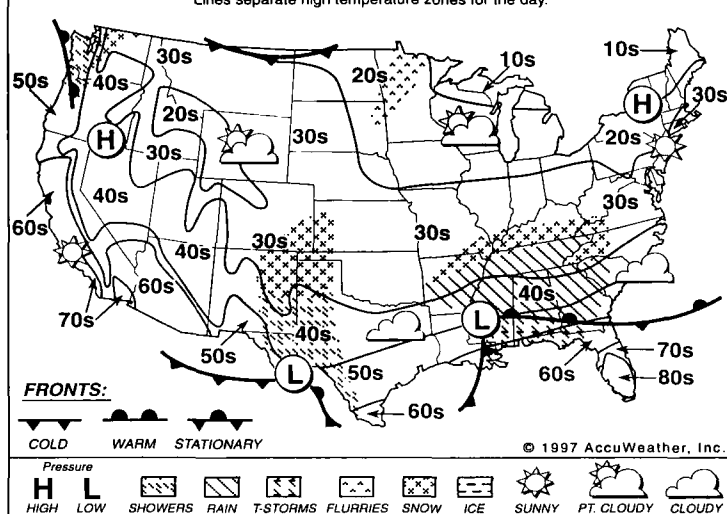 Lines separate high temperature zones for the day.
30s
20s
10s
10s
50s
40s
40s
30s
H
H
20s
20s
30s
30s
30s
40s
30s
30s
60s
40s
30s
30s
60s
40s
70s
40s
L
50s
L
50s
60s
70s
80s
60s
FRONTS:
COLD WARM STATIONARY
© 1997 AccuWeather, Inc.
Pressure
H L
HIGH LOW SHOWERS RAIN T-STORMS FLURRIES SNOW ICE SUNNY PT. CLOUDY CLOUDY